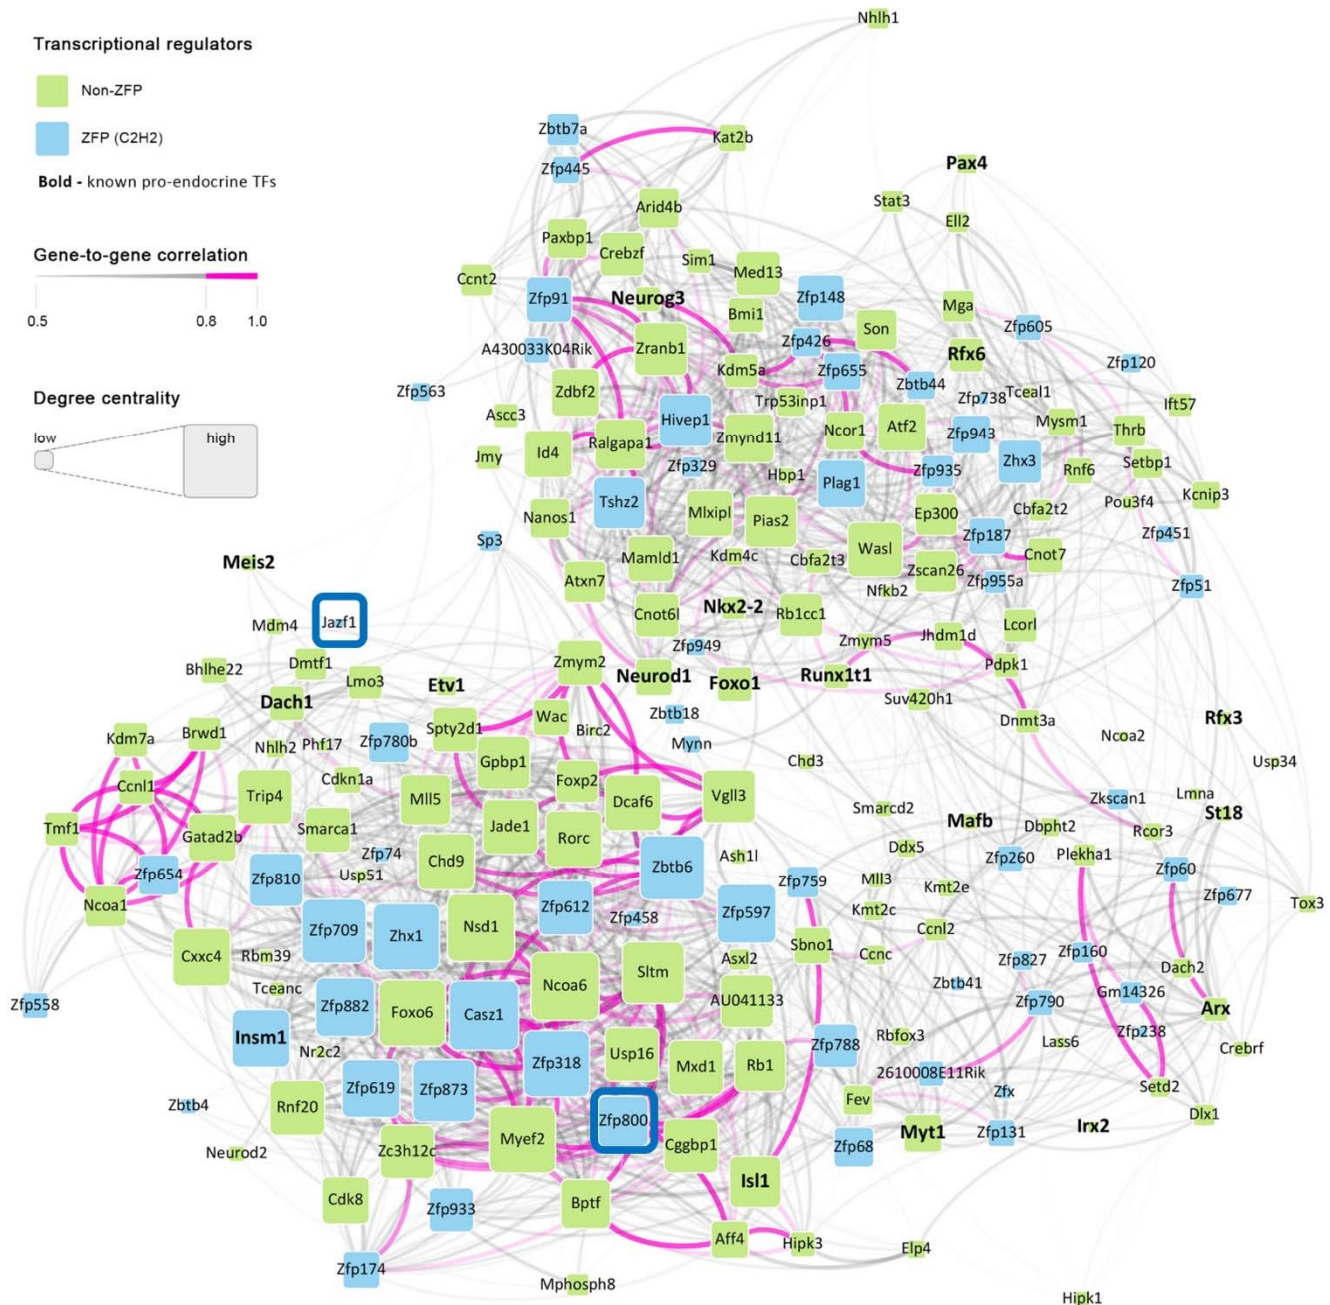 Nhlh1
Transcriptional regulators
Non-ZFP
ZFP (C2H2)
Bold - known pro-endocrine TFs
Gene-to-gene correlation
0.5
0.8
1.0
Degree centrality
low
high
Zbtb7a
Kat2b
Zfp445
Pax4
Stat3
Arid4b
Ell2
Paxbp1
Crebzf
Sim1
Med13
Ccnt2
Zfp91
Neurog3
Zfp148
Bmi1
Mga
Zfp605
Son
Zfp426
A430033K04Rik
Zranb1
Rfx6
Zfp120
Kdm5a
Zfp655
Zbtb44
Zfp563
Zdbf2
Trp53inp1
Zfp738
Tceal1
Ift57
Ascc3
Hivep1
Mysm1
Thrb
Id4
Ralgapa1
Zmynd11
Ncor1
Atf2
Zfp943
Jmy
Zfp329
Hbp1
Zfp935
Zhx3
Rnf6
Setbp1
Tshz2
Plag1
Kcnip3
Nanos1
Mlxipl
Pias2
Ep300
Cbfa2t2
Pou3f4
Sp3
Wasl
Zfp187
Zfp451
Mamld1
Kdm4c
Cbfa2t3
Cnot7
Meis2
Atxn7
Zscan26
Zfp955a
Zfp51
Nfkb2
Jazf1
Mdm4
Cnot6l
Nkx2-2
Rb1cc1
Lcorl
Zmym5
Jhdm1d
Bhlhe22
Dmtf1
Zmym2
Zfp949
Pdpk1
Lmo3
Etv1
Neurod1
Foxo1
Runx1t1
Dach1
Suv420h1
Zbtb18
Dnmt3a
Rfx3
Kdm7a
Brwd1
Nhlh2
Phf17
Zfp780b
Spty2d1
Wac
Birc2
Mynn
Ncoa2
Gpbp1
Chd3
Usp34
Ccnl1
Trip4
Cdkn1a
Mll5
Foxp2
Dcaf6
Vgll3
Lmna
Tmf1
Gatad2b
Smarca1
Jade1
Rorc
Smarcd2
Mafb
Zkscan1
St18
Dbpht2
Rcor3
Zfp74
Ddx5
Zfp260
Plekha1
Zfp654
Zfp810
Usp51
Chd9
Zbtb6
Ash1l
Zfp759
Mll3
Kmt2e
Zfp60
Ncoa1
Zfp612
Zfp458
Zfp597
Kmt2c
Zfp677
Tox3
Zfp709
Zhx1
Nsd1
Ccnl2
Cxxc4
Rbm39
Asxl2
Sbno1
Ccnc
Zfp827
Zfp160
Dach2
Sltm
Ncoa6
Zbtb41
Tceanc
Zfp558
Zfp882
Foxo6
Casz1
AU041133
Zfp790
Gm14326
Arx
Insm1
Zfp788
Rbfox3
Lass6
Zfp238
Crebrf
Nr2c2
Usp16
Mxd1
Rb1
Zfp318
2610008E11Rik
Zfx
Setd2
Zfp619
Zfp873
Zbtb4
Rnf20
Zfp800
Fev
Dlx1
Myt1
Zfp131
Irx2
Neurod2
Zc3h12c
Myef2
Cggbp1
Zfp68
Isl1
Cdk8
Zfp933
Bptf
Aff4
Hipk3
Elp4
Zfp174
Mphosph8
Hipk1